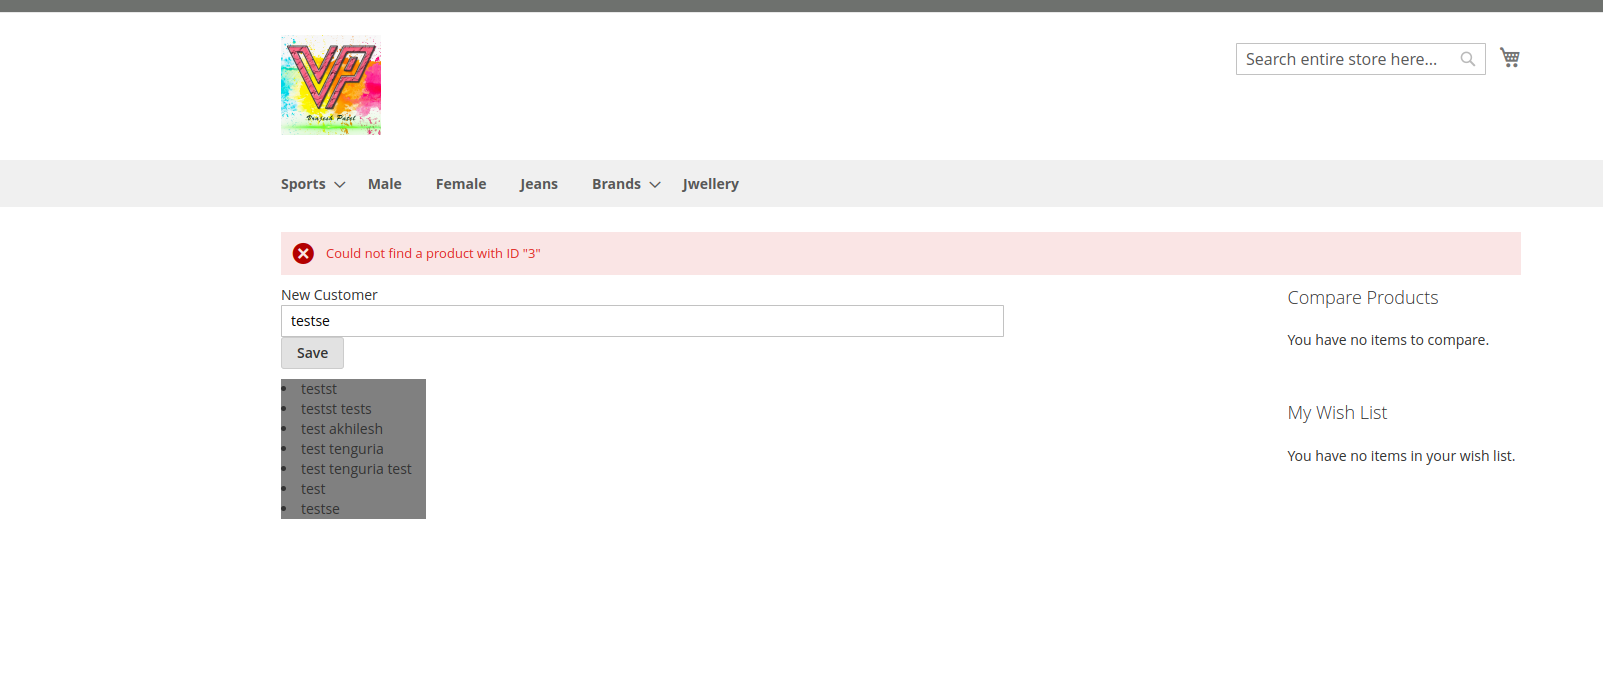 VP
Vrajesh Patel
Search entire store here...
Sports Male Female Jeans Brands Jwellery
Could not find a product with ID "3"
New Customer
testse
Save
testst
testst tests
test akhilesh
test tenguria
test tenguria test
test
testse
Compare Products
You have no items to compare.
My Wish List
You have no items in your wish list.